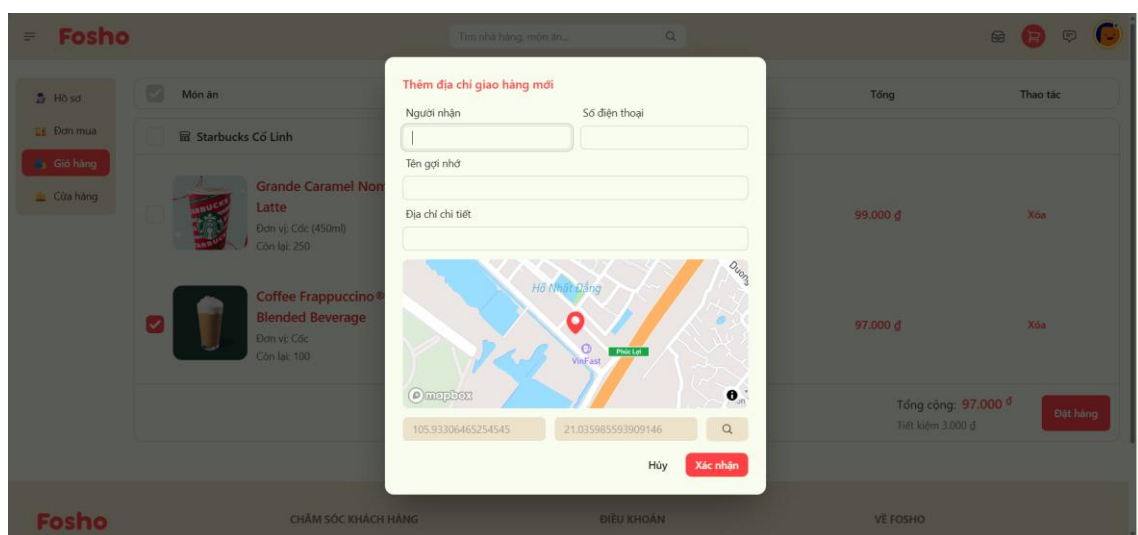 Fosho
Tìm nhà hàng, món ăn...
Hồ sơ
Đơn mua
Giỏ hàng
Cửa hàng
Món ăn
Tổng
Thao tác
Starbucks Cổ Linh
Grande Caramel Non
Latte
Đơn vị: Cốc (450ml)
Còn lại: 250
99.000 ₫
Xóa
Coffee Frappuccino®
Blended Beverage
Đơn vị: Cốc
Còn lại: 100
97.000 ₫
Xóa
Tổng cộng: 97.000 ₫
Tiết kiệm 3.000 ₫
Đặt hàng
Thêm địa chỉ giao hàng mới
Người nhận
Số điện thoại
Tên gợi nhớ
Địa chỉ chi tiết
Hồ Nhất Đẳng
Duong
VinFast
Phúc Lợi
mapbox
105.93306465254545
21.035985593909146
Hủy
Xác nhận
Fosho
CHĂM SÓC KHÁCH HÀNG
ĐIỀU KHOẢN
VỀ FOSHO